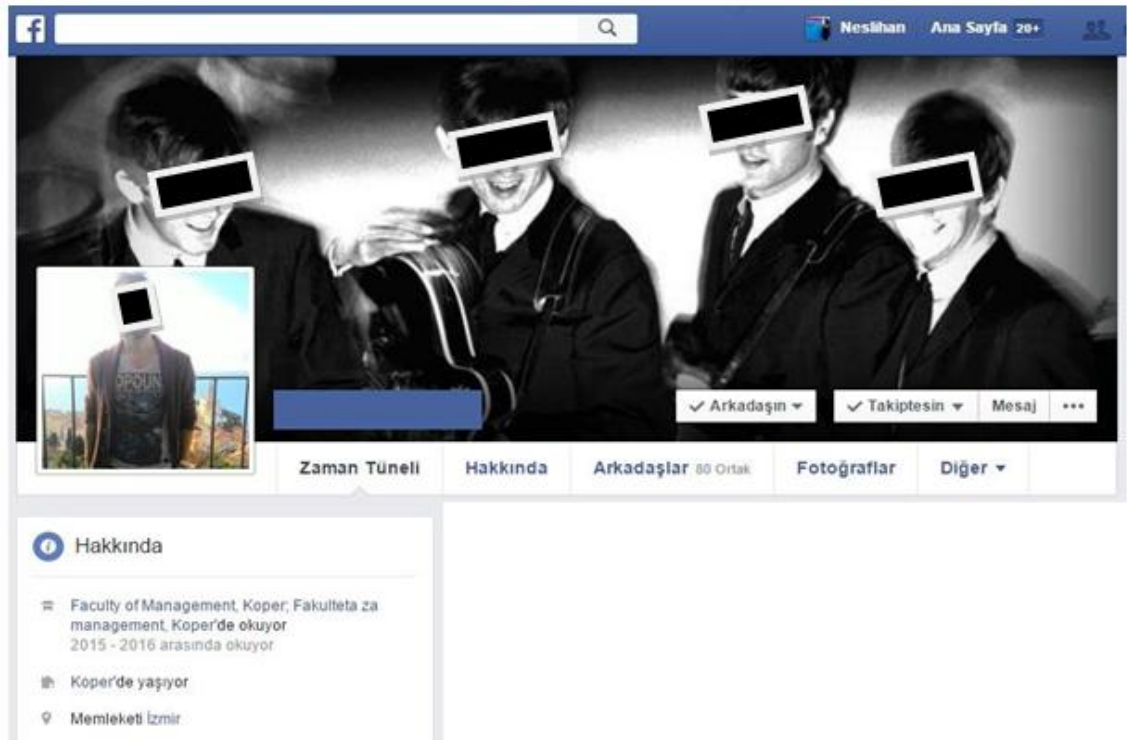 f
Neslihan Ana Sayfa 20+
OPOUN
✓ Arkadaşın ✓ Takiptesin Mesaj •••
Zaman Tüneli Hakkında Arkadaşlar 80 Ortak Fotoğraflar Diğer
Hakkında
Faculty of Management, Koper; Fakulteta za
management, Koper'de okuyor
2015 - 2016 arasında okuyor
Koper'de yaşıyor
Memleketi İzmir